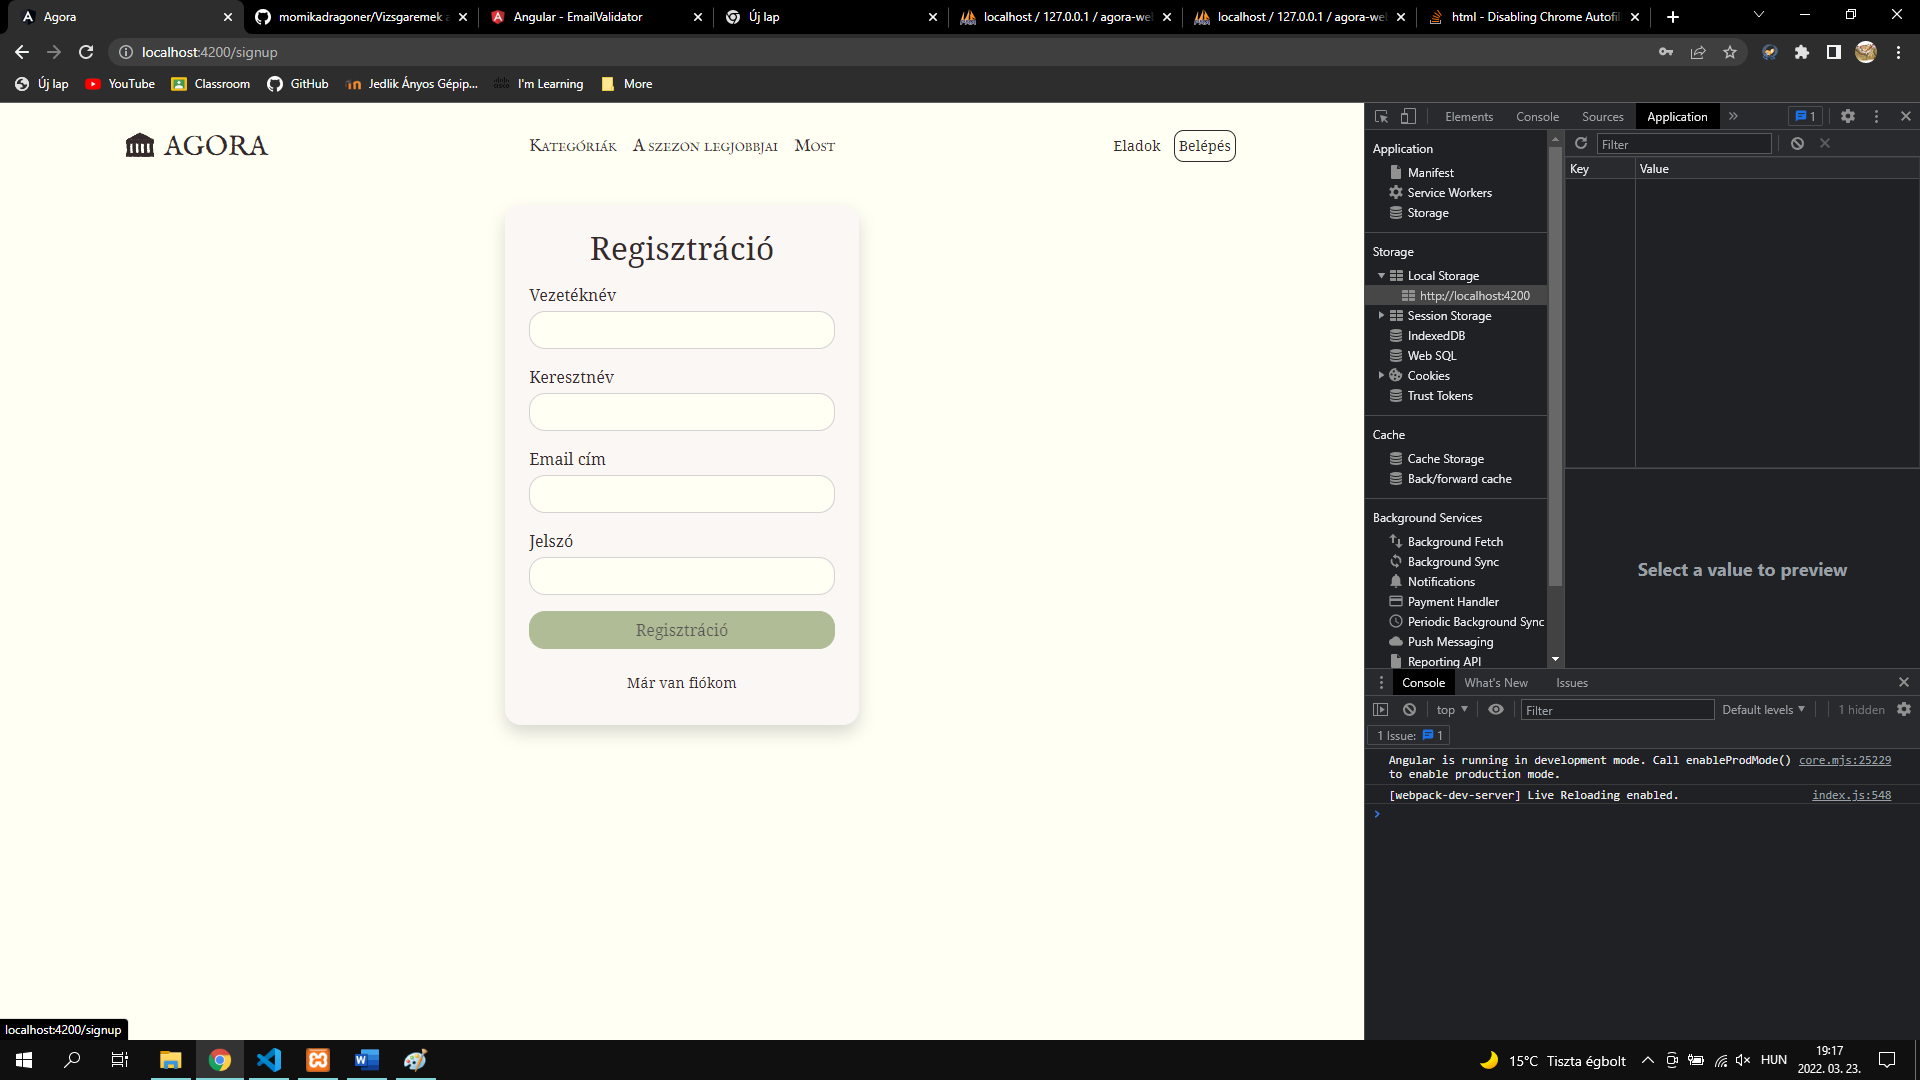 Agora
momikadragoner/Vizsgaremek a
Angular - EmailValidator
Új lap
localhost / 127.0.0.1 / agora-wel
localhost / 127.0.0.1 / agora-wel
html - Disabling Chrome Autofil
localhost:4200/signup
Új lap
YouTube
Classroom
GitHub
Jedlik Ányos Gépip...
I'm Learning
More
AGORA
Kategóriák
A szezon legjobbjai
Most
Eladok
Belépés
Regisztráció
Vezetéknév
Keresztnév
Email cím
Jelszó
Regisztráció
Már van fiókom
localhost:4200/signup
Elements
Console
Sources
Application
»
1
Application
Manifest
Service Workers
Storage
Storage
Local Storage
http://localhost:4200
Session Storage
IndexedDB
Web SQL
Cookies
Trust Tokens
Cache
Cache Storage
Back/forward cache
Background Services
Background Fetch
Background Sync
Notifications
Payment Handler
Periodic Background Sync
Push Messaging
Reporting API
Filter
Key
Value
Select a value to preview
Console
What's New
Issues
top
Filter
Default levels
1 hidden
1 Issue:
1
Angular is running in development mode. Call enableProdMode()
core.mjs:25229
to enable production mode.
[webpack-dev-server] Live Reloading enabled.
index.js:548
15°C
Tiszta égbolt
HUN
19:17
2022. 03. 23.